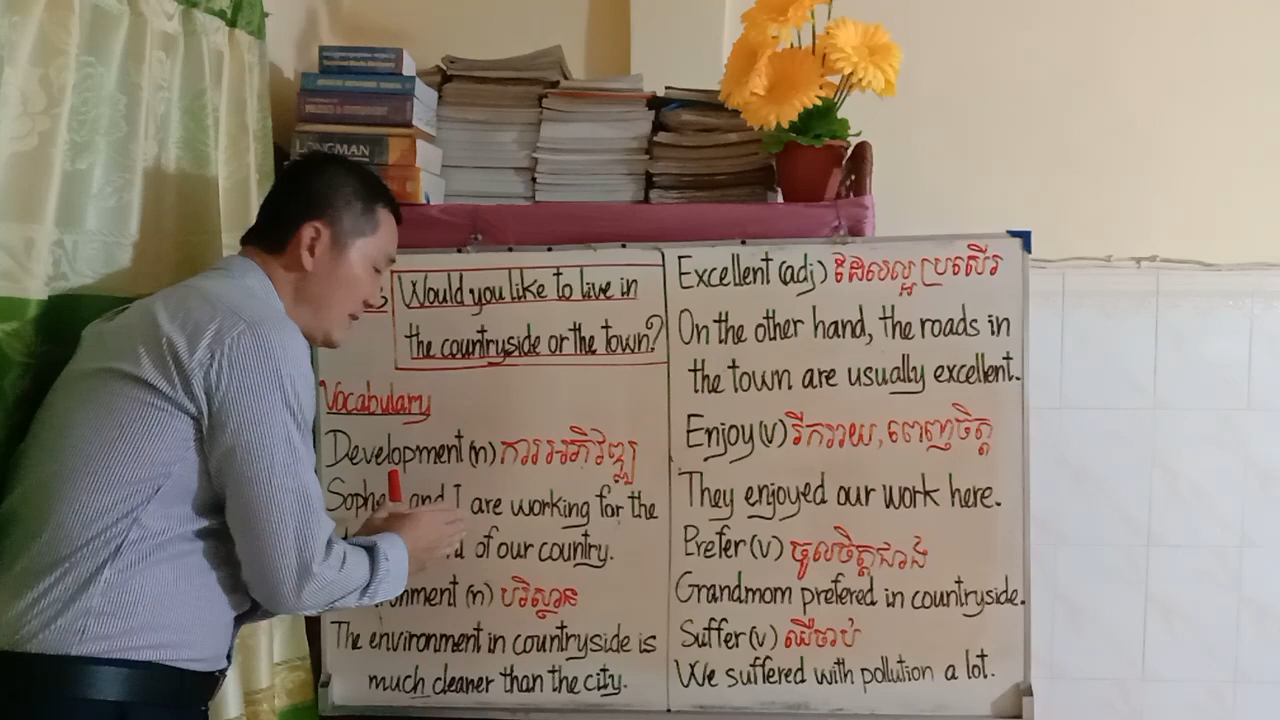 LONGMAN
Would you like to live in
the countryside or the town?
Vocabulary
Development (n) ការអភិវឌ្ឍ
and I are working for the
of our country.
(n) បរិស្ថាន
The environment in countryside is
much cleaner than the city.
Excellent (adj) ដែលល្អប្រសើរ
On the other hand, the roads in
the town are usually excellent.
Enjoy (v) រីករាយ, ពេញចិត្ត
They enjoyed our work here.
Prefer (v) ចូលចិត្តជាង
Grandmom prefered in countryside.
Suffer (v) ឈឺចាប់
We suffered with pollution a lot.